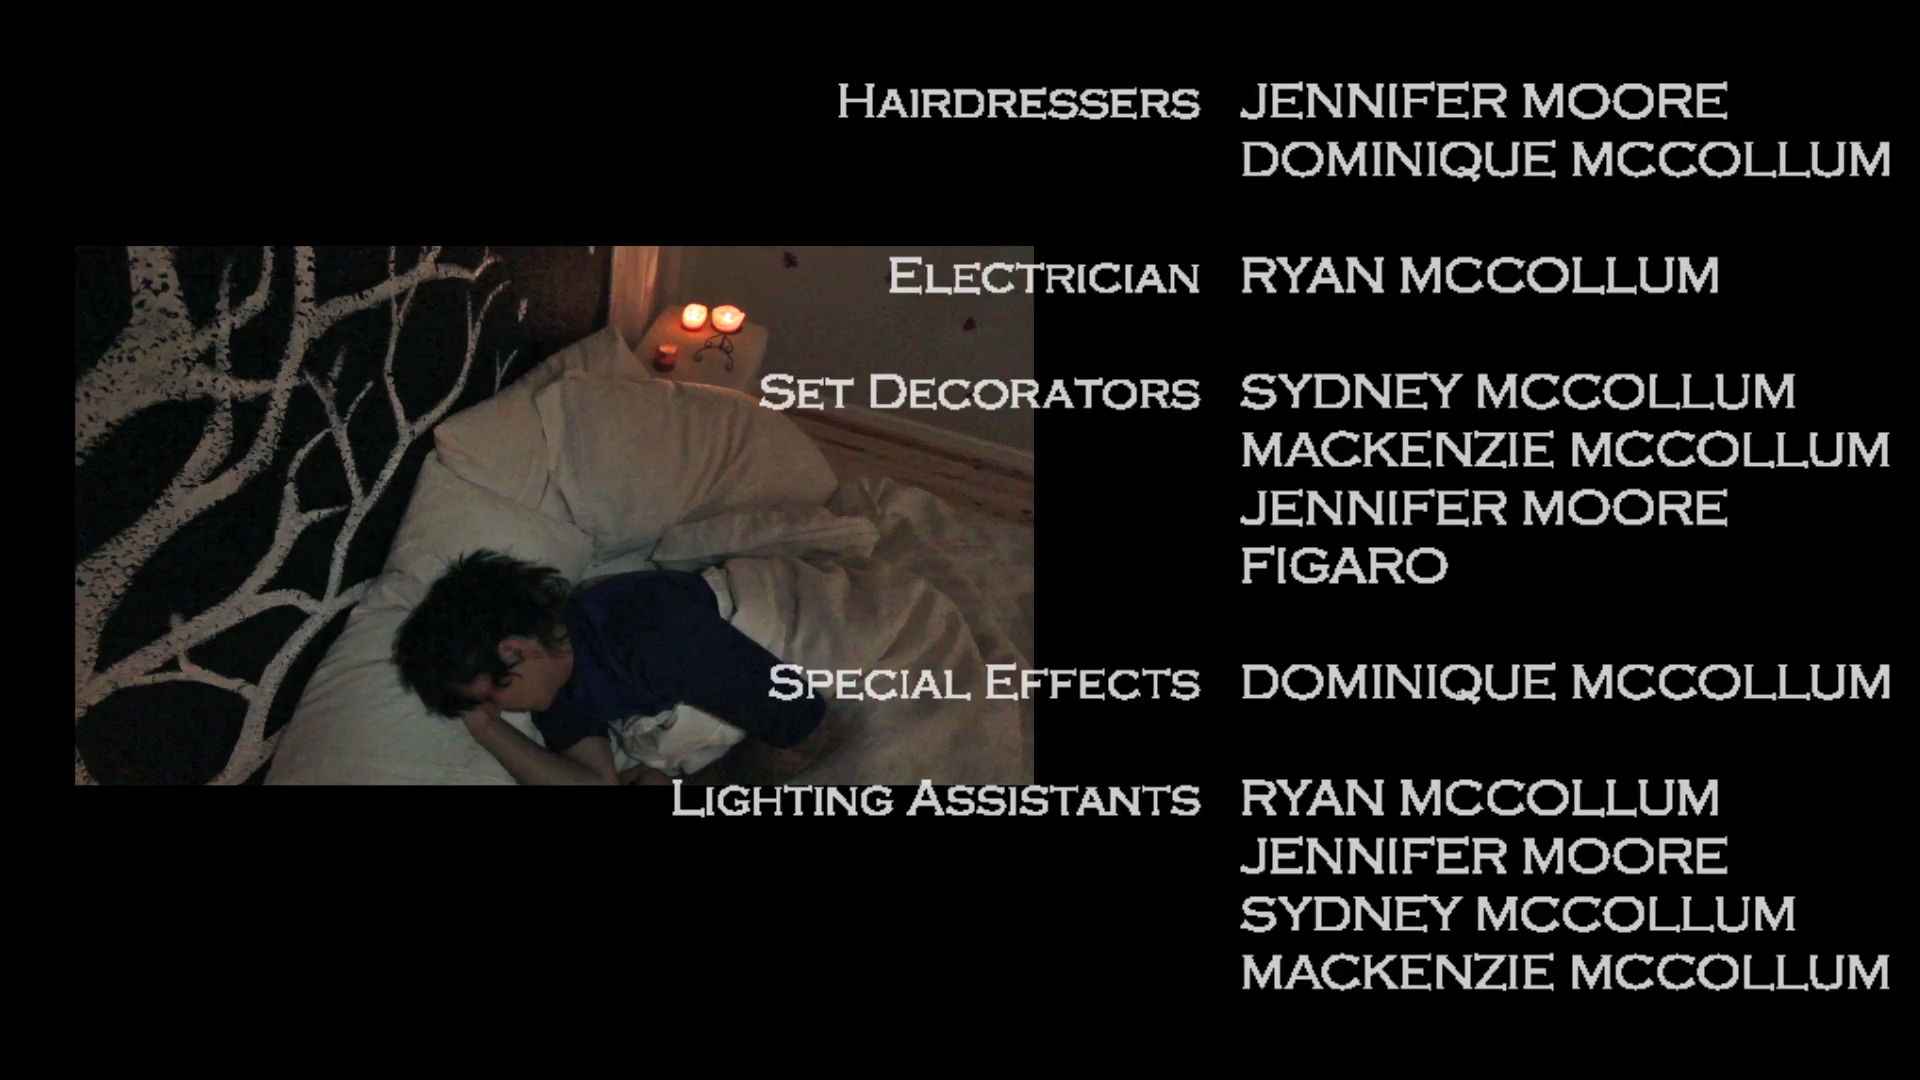 Hairdressers JENNIFER MOORE
DOMINIQUE MCCOLLUM
Electrician RYAN MCCOLLUM
Set Decorators SYDNEY MCCOLLUM
MACKENZIE MCCOLLUM
JENNIFER MOORE
FIGARO
Special Effects DOMINIQUE MCCOLLUM
Lighting Assistants RYAN MCCOLLUM
JENNIFER MOORE
SYDNEY MCCOLLUM
MACKENZIE MCCOLLUM